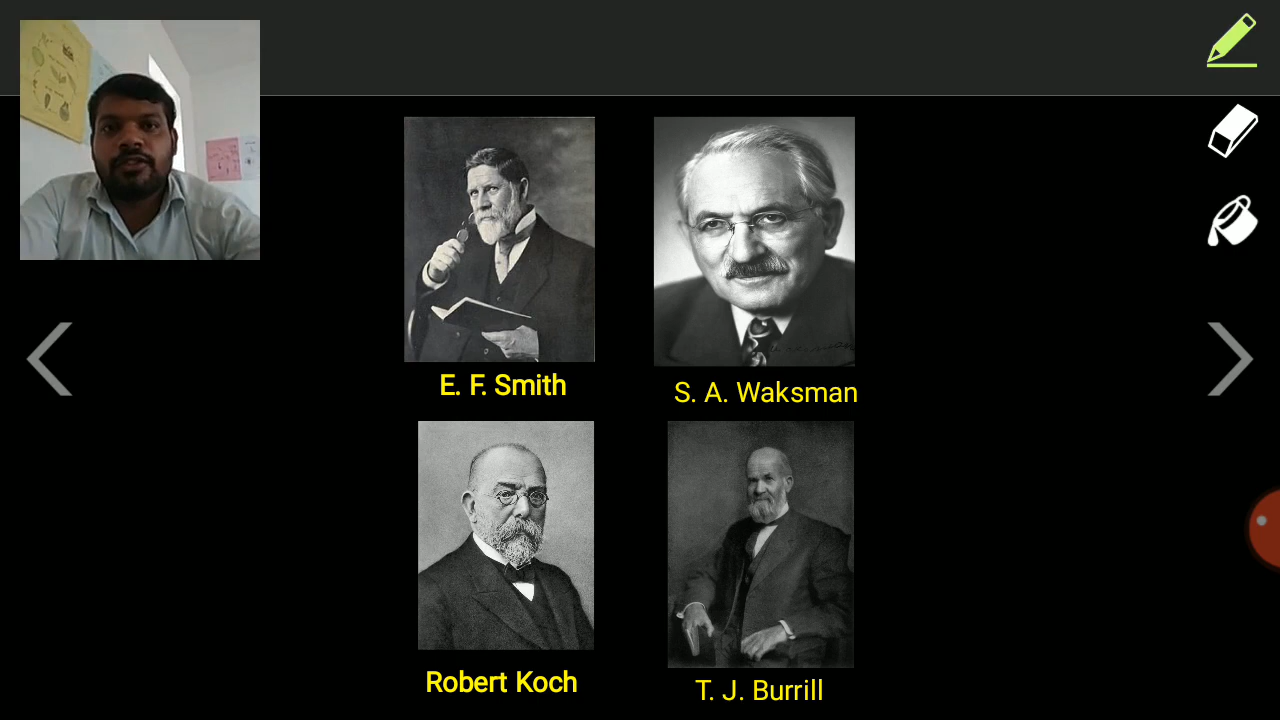 E. F. Smith
S. A. Waksman
Robert Koch
T. J. Burrill